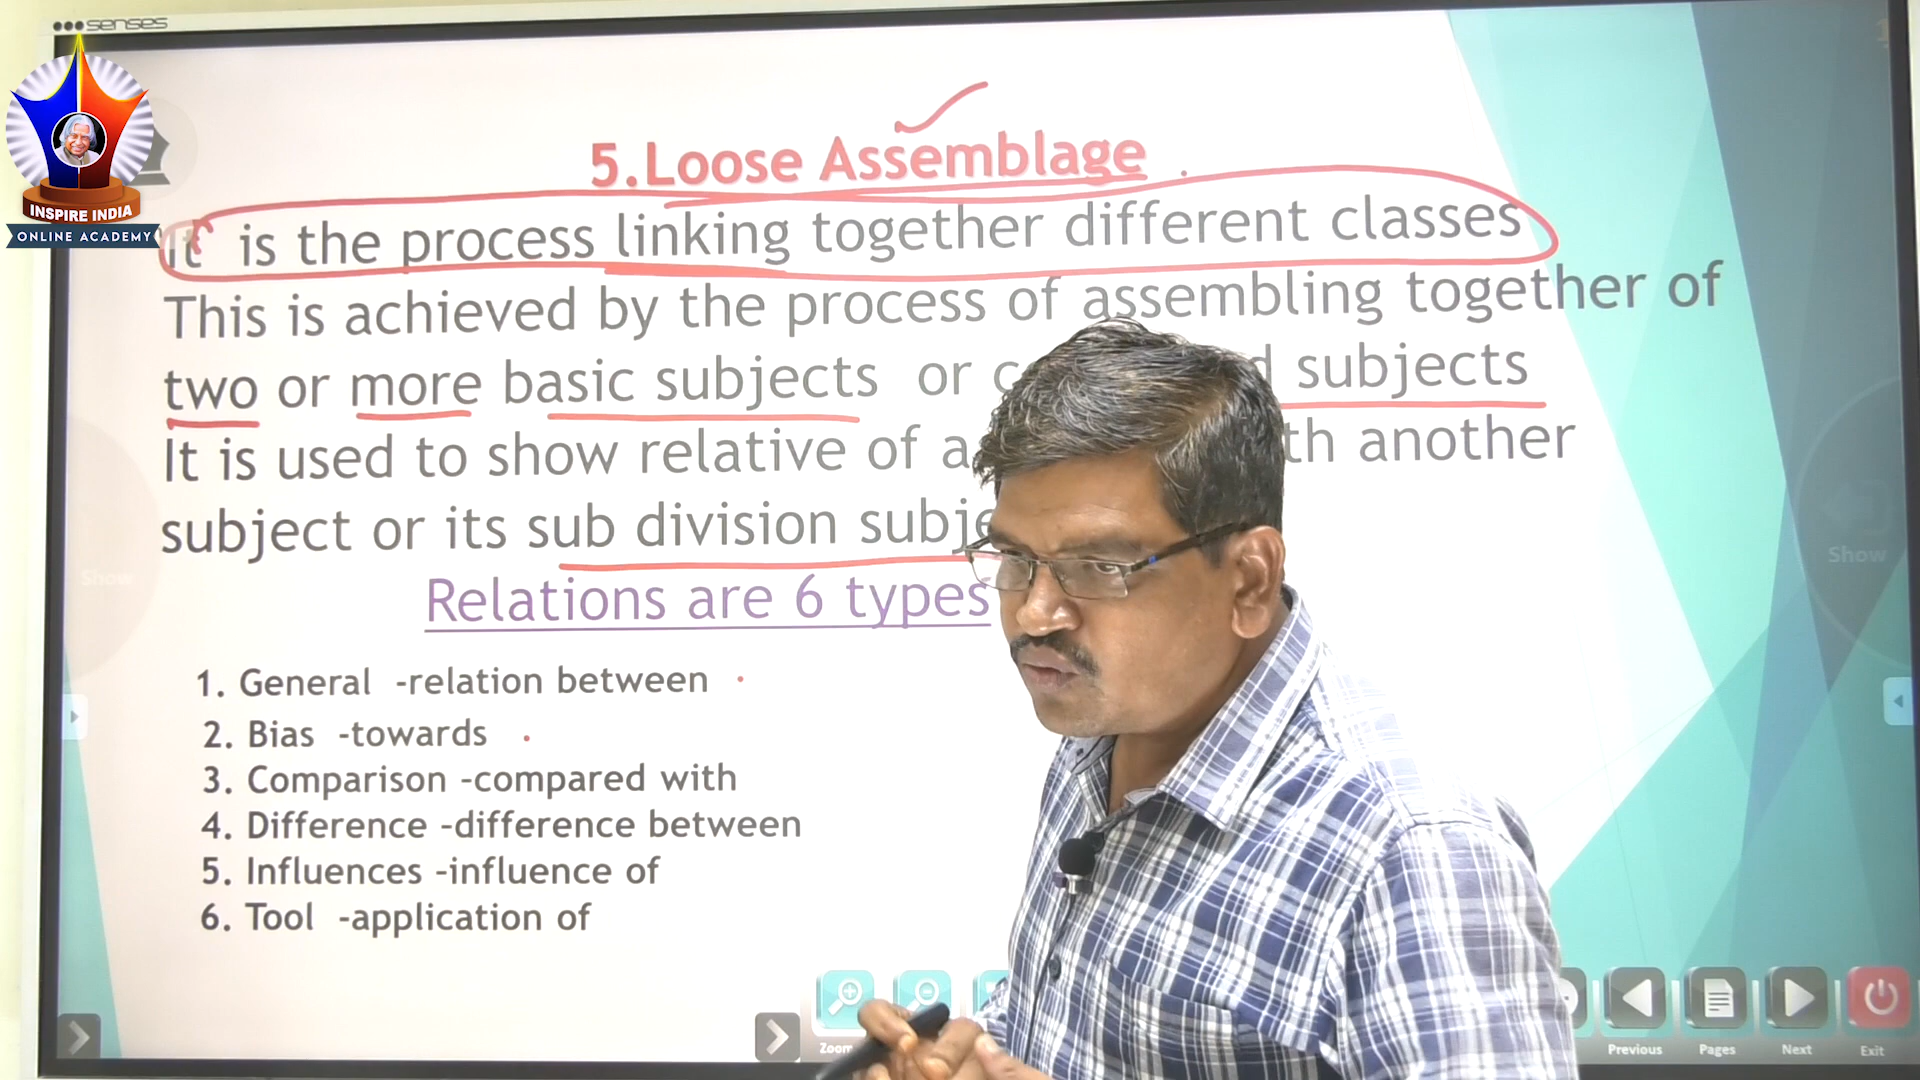 senses
INSPIRE INDIA
ONLINE ACADEMY
5.Loose Assemblage
It is the process linking together different classes
This is achieved by the process of assembling together of
two or more basic subjects or subjects
It is used to show relative of another
subject or its sub division
Relations are 6 types
1. General -relation between
2. Bias -towards
3. Comparison -compared with
4. Difference -difference between
5. Influences -influence of
6. Tool -application of
Show
Show
Zoom
Previous
Pages
Next
Exit